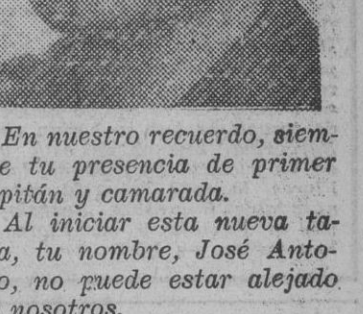 En nuestro recuerdo, siem-
e tu presencia de primer
pitán y camarada.
Al iniciar esta nueva ta-
a, tu nombre, José Anto-
o, no puede estar alejado
nosotros.